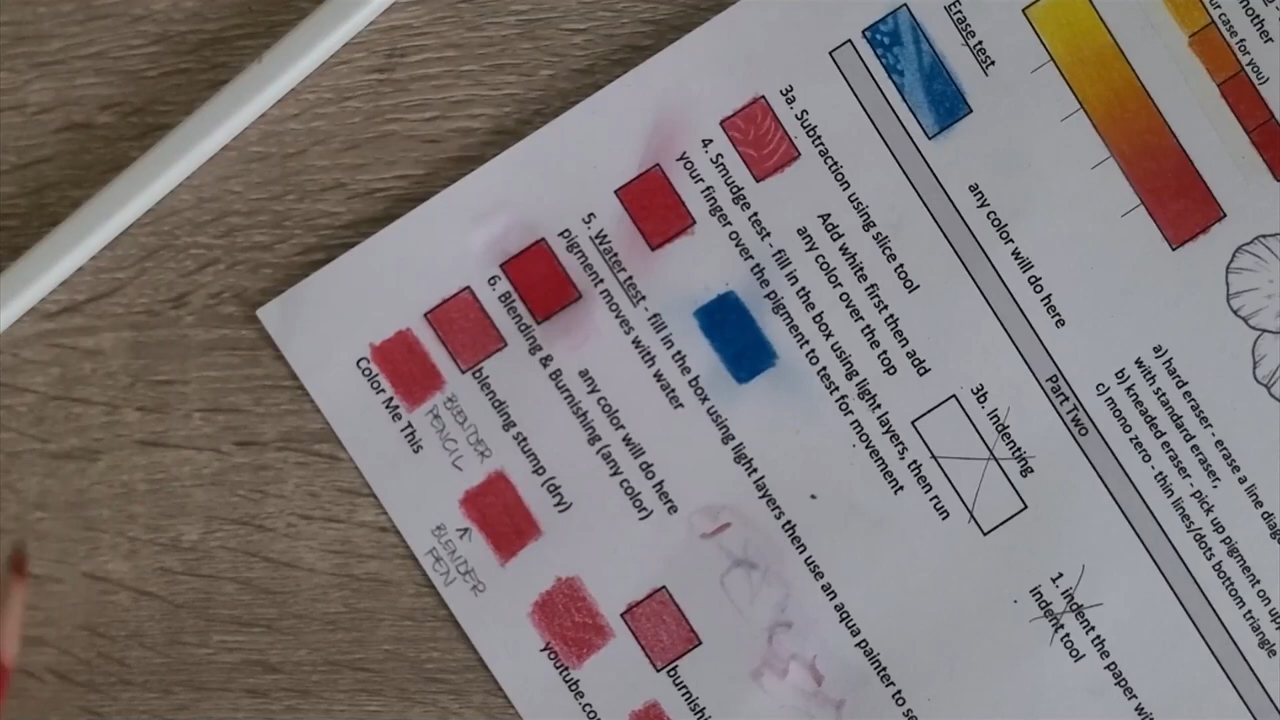 nother
ur case for you)
Erase test
any color will do here
a) hard eraser - erase a line diag
with standard eraser,
b) kneaded eraser - pick up pigment on up
c) mono zero - thin lines/dots bottom triangle
Part Two
3a. Subtraction using slice tool
Add white first then add
any color over the top
3b. Indenting
1. indent the paper wi
indent tool
4. Smudge test - fill in the box using light layers, then run
your finger over the pigment to test for movement
any color will do here
5. Water test - fill in the box using light layers then use an aqua painter to se
pigment moves with water
6. Blending & Burnishing (any color)
blending stump (dry)
burnishi
BLENDER
PENCIL
BLENDER
PEN
Color Me This
youtube.co